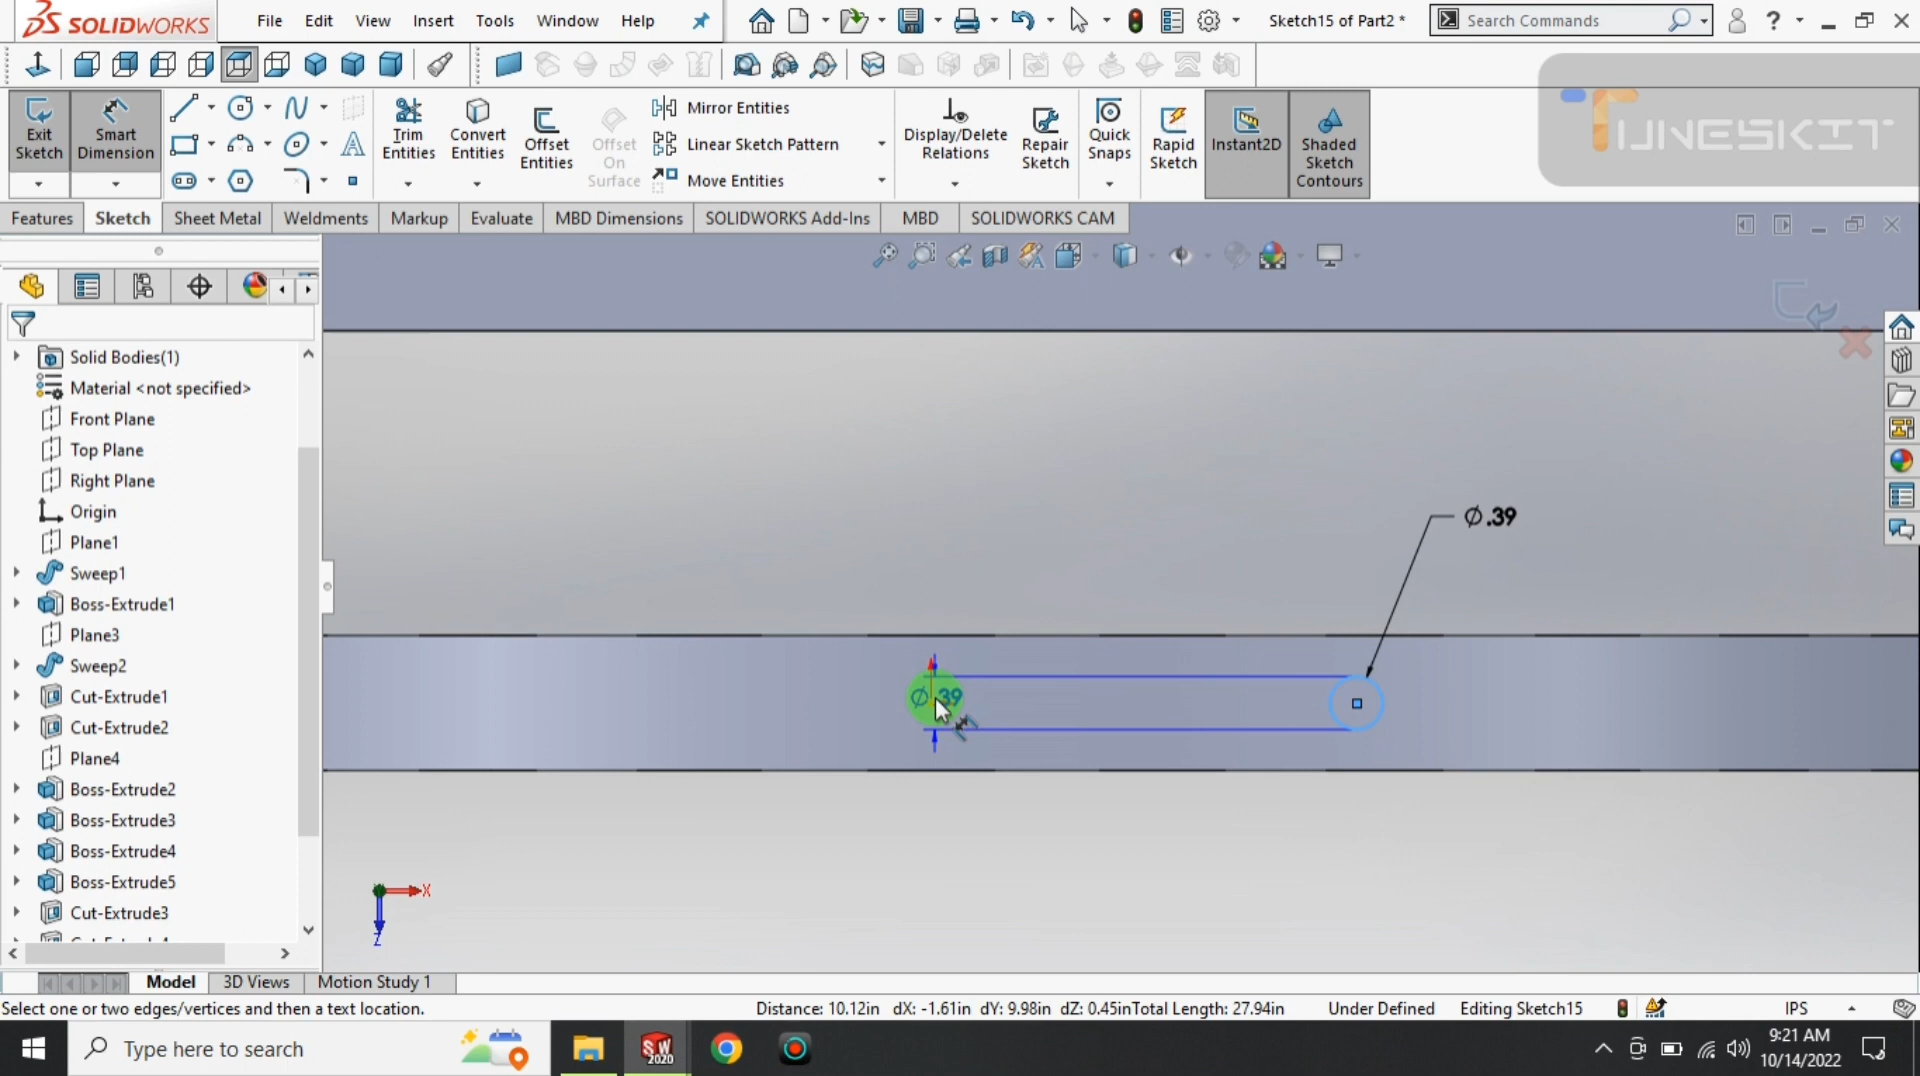 SOLIDWORKS
File Edit View Insert Tools Window Help
Sketch15 of Part2 *
Search Commands
TUNESKIT
Exit Sketch
Smart Dimension
Trim Entities
Convert Entities
Offset Entities
Offset On Surface
Mirror Entities
Linear Sketch Pattern
Move Entities
Display/Delete Relations
Repair Sketch
Quick Snaps
Rapid Sketch
Instant2D
Shaded Sketch Contours
Features Sketch Sheet Metal Weldments Markup Evaluate MBD Dimensions SOLIDWORKS Add-Ins MBD SOLIDWORKS CAM
Solid Bodies(1)
Material <not specified>
Front Plane
Top Plane
Right Plane
Origin
Plane1
Sweep1
Boss-Extrude1
Plane3
Sweep2
Cut-Extrude1
Cut-Extrude2
Plane4
Boss-Extrude2
Boss-Extrude3
Boss-Extrude4
Boss-Extrude5
Cut-Extrude3
∅.39
∅.39
X
Z
Model 3D Views Motion Study 1
Select one or two edges/vertices and then a text location.
Distance: 10.12in dX: -1.61in dY: 9.98in dZ: 0.45inTotal Length: 27.94in Under Defined Editing Sketch15 IPS
Type here to search
SW
2020
9:21 AM
10/14/2022